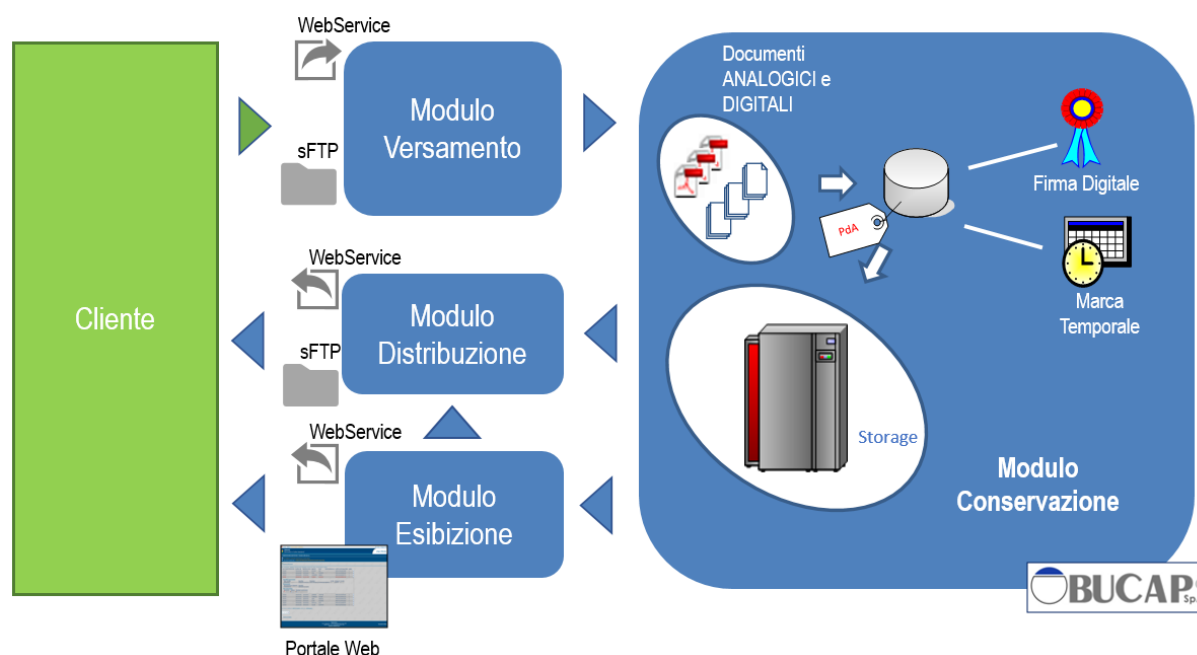 WebService
Modulo
Versamento
sFTP
Documenti
ANALOGICI e
DIGITALI
Firma Digitale
PdA
Marca
Temporale
Cliente
WebService
Modulo
Distribuzione
sFTP
WebService
Modulo
Esibizione
Storage
Modulo
Conservazione
BUCAP
Portale Web